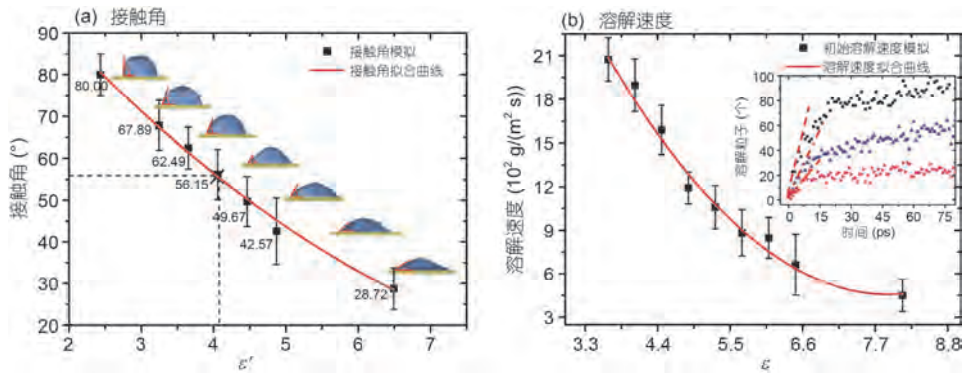 (a) 接触角
接触角模拟
接触角拟合曲线
接触角 (°)
90
80
70
60
50
40
30
20
80.00
67.89
62.49
56.15
49.67
42.57
28.72
2 3 4 5 6 7
ε′
(b) 溶解速度
初始溶解速度模拟
溶解速度拟合曲线
溶解速度 (10² g/(m² s))
21
18
15
12
9
6
3
3.3 4.4 5.5 6.6 7.7 8.8
ε
溶解粒子 (个)
100
80
60
40
20
0
0 15 30 45 60 75
时间 (ps)